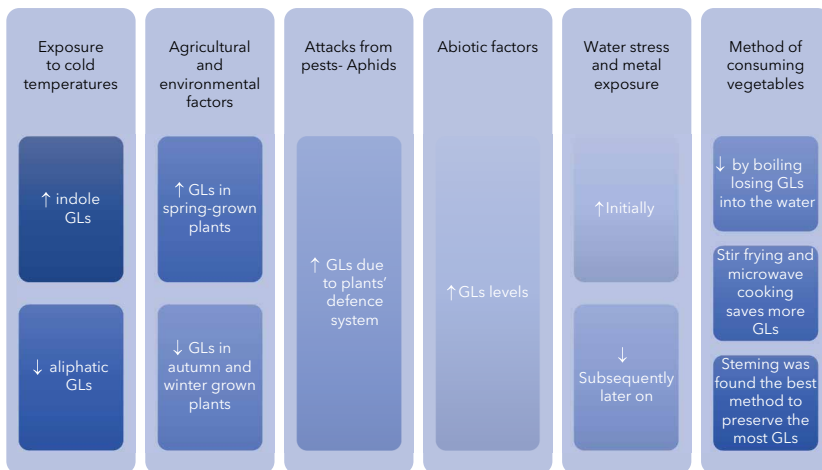 Exposure
to cold
temperatures
↑ indole
GLs
↓ aliphatic
GLs
Agricultural
and
environmental
factors
↑ GLs in
spring-grown
plants
↓ GLs in
autumn and
winter grown
plants
Attacks from
pests- Aphids
↑ GLs due
to plants’
defence
system
Abiotic factors
↑ GLs levels
Water stress
and metal
exposure
↑ Initially
↓
Subsequently
later on
Method of
consuming
vegetables
↓ by boiling
losing GLs
into the water
Stir frying and
microwave
cooking
saves more
GLs
Steming was
found the best
method to
preserve the
most GLs